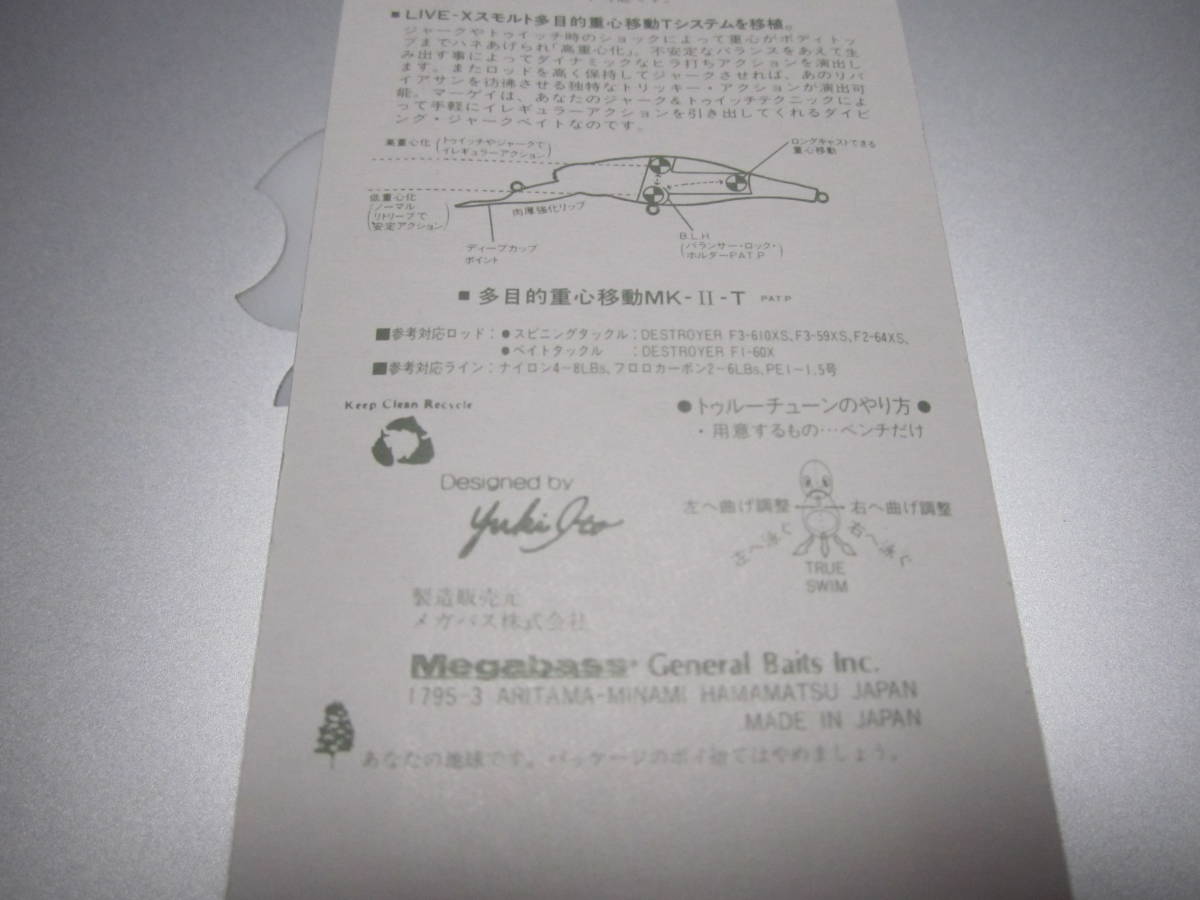 ■ LIVE-Xスモルト多目的重心移動Tシステムを移植。
ジャークやトゥイッチ時のショックによって重心がボディトッ
プまでハネあげられ「高重心化」。不安定なバランスをあえて生
み出す事によってダイナミックなヒラ打ちアクションを演出し
ます。またロッドを高く保持してジャークさせれば、あのリバ
イアサンを彷彿させる独特なトリッキー・アクションが演出可
能。マーゲイは、あなたのジャーク&トゥイッチテクニックによ
って手軽にイレギュラーアクションを引き出してくれるダイビ
ング・ジャークベイトなのです。
高重心化
(トゥイッチやジャークで
イレギュラーアクション)
ロングキャストできる
重心移動
低重心化
(ノーマル
リトリーブで
安定アクション)
肉厚強化リップ
ディープカップ
ポイント
B.L.H
(バランサー・ロック・
ホルダーPAT.P)
■ 多目的重心移動MK-II-T PAT.P
■参考対応ロッド:●スピニングタックル:DESTROYER F3-610XS、F3-59XS、F2-64XS、
●ベイトタックル :DESTROYER F1-60X
■参考対応ライン:ナイロン4~8LBs、フロロカーボン2~6LBs、PE1~1.5号
Keep Clean Recycle
●トゥルーチューンのやり方●
・用意するもの…ペンチだけ
Designed by
Yuki Ito
左へ曲げ調整
右へ曲げ調整
左へ泳ぐ
右へ泳ぐ
TRUE
SWIM
製造販売元
メガバス株式会社
Megabass General Baits Inc.
1795-3 ARITAMA-MINAMI HAMAMATSU JAPAN
MADE IN JAPAN
あなたの地球です。パッケージのポイ捨てはやめましょう。